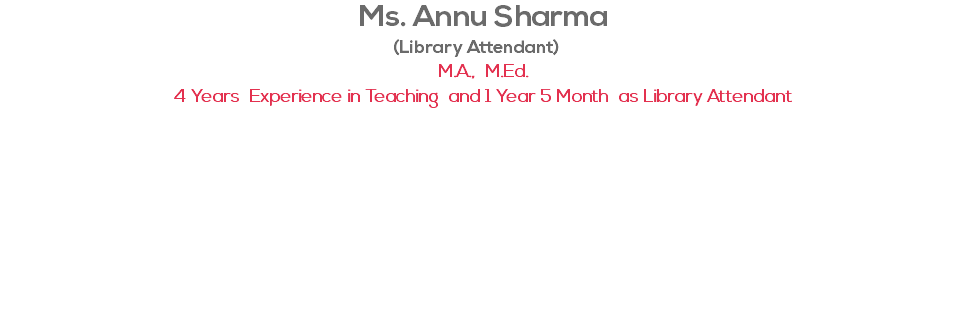 Ms. Annu Sharma
(Library Attendant)
M.A., M.Ed.
4 Years Experience in Teaching and 1 Year 5 Month as Library Attendant